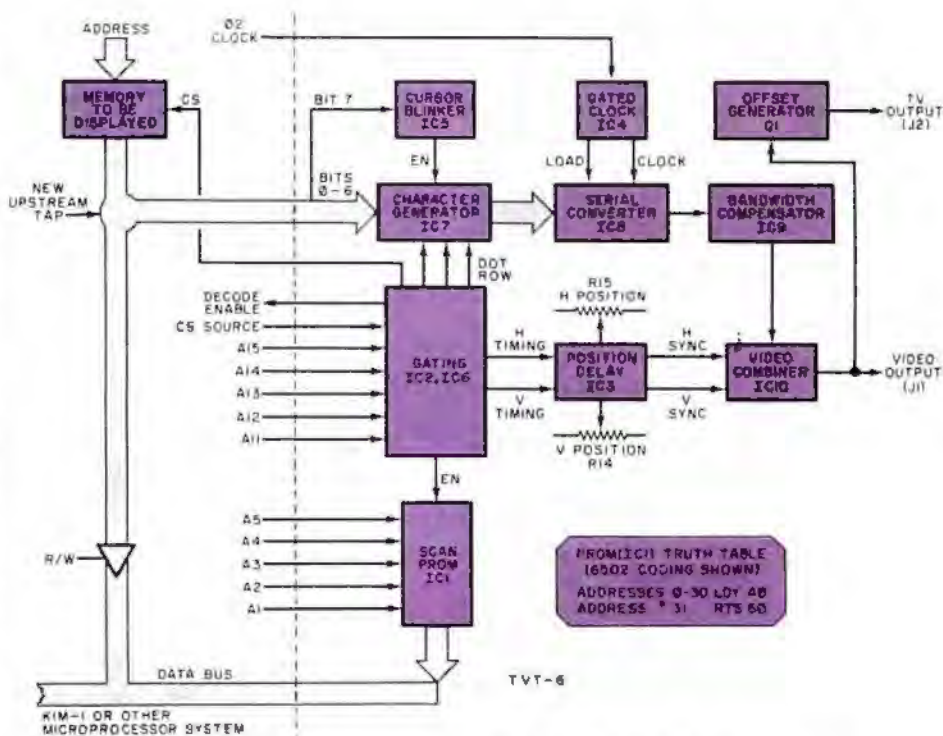 ADDRESS
MEMORY
TO BE
DISPLAYED
CS
Ø2
CLOCK
BIT 7
CURSOR
BLINKER
IC5
GATED
CLOCK
IC4
OFFSET
GENERATOR
Q1
TV
OUTPUT
(J2)
NEW
UPSTREAM
TAP
BITS
0-6
EN
LOAD
CLOCK
CHARACTER
GENERATOR
IC7
SERIAL
CONVERTER
IC8
BANDWIDTH
COMPENSATOR
IC9
DOT
ROW
DECODE
ENABLE
CS SOURCE
A15
A14
A13
A12
A11
GATING
IC2, IC6
H
TIMING
V
TIMING
R15
H POSITION
POSITION
DELAY
IC3
V POSITION
R14
H
SYNC
V
SYNC
VIDEO
COMBINER
IC10
VIDEO
OUTPUT
(J1)
EN
A5
A4
A3
A2
A1
SCAN
PROM
IC1
R/W
PROM(IC1) TRUTH TABLE
(6502 CODING SHOWN)
ADDRESSES 0-30 LDY A0
ADDRESS # 31 RTS 60
DATA BUS
TVT-6
KIM-1 OR OTHER
MICROPROCESSOR SYSTEM